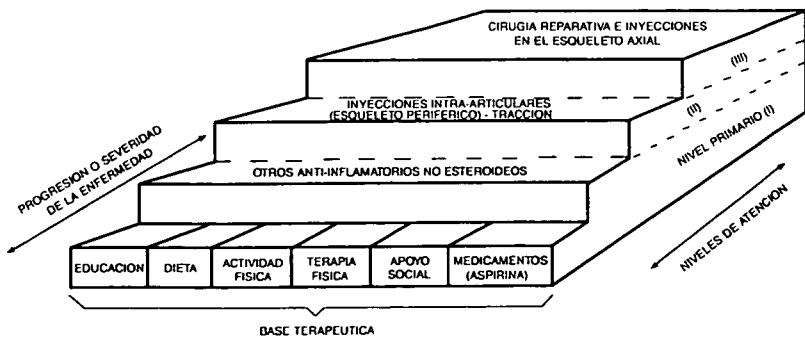 CIRUGIA REPARATIVA E INYECCIONES
EN EL ESQUELETO AXIAL
(III)
INYECCIONES INTRA-ARTICULARES
(ESQUELETO PERIFERICO) - TRACCION
(II)
NIVEL PRIMARIO (I)
OTROS ANTI-INFLAMATORIOS NO ESTEROIDEOS
PROGRESION O SEVERIDAD
DE LA ENFERMEDAD
NIVELES DE ATENCION
EDUCACION
DIETA
ACTIVIDAD
FISICA
TERAPIA
FISICA
APOYO
SOCIAL
MEDICAMENTOS
(ASPIRINA)
BASE TERAPEUTICA